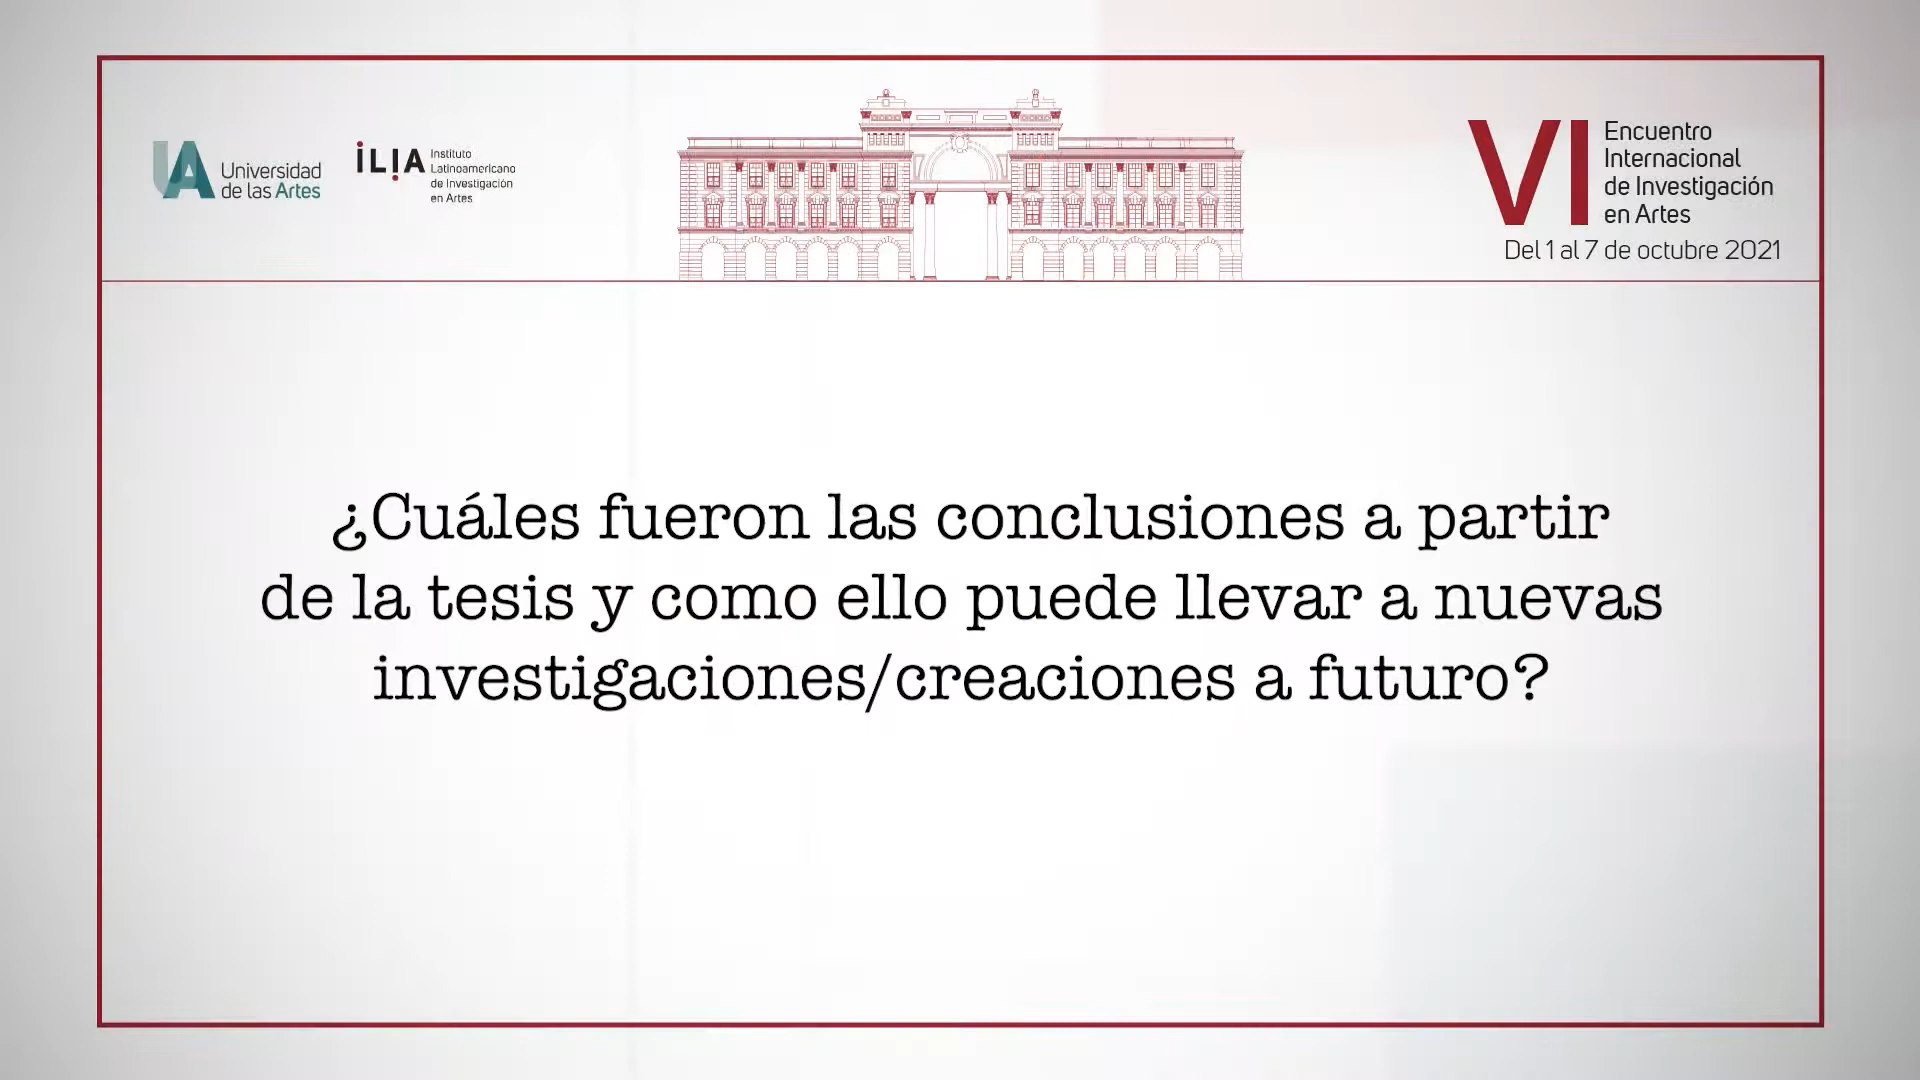 UA Universidad
de las Artes
ILIA Instituto
Latinoamericano
de Investigación
en Artes
VI Encuentro
Internacional
de Investigación
en Artes
Del 1 al 7 de octubre 2021
¿Cuáles fueron las conclusiones a partir
de la tesis y como ello puede llevar a nuevas
investigaciones/creaciones a futuro?